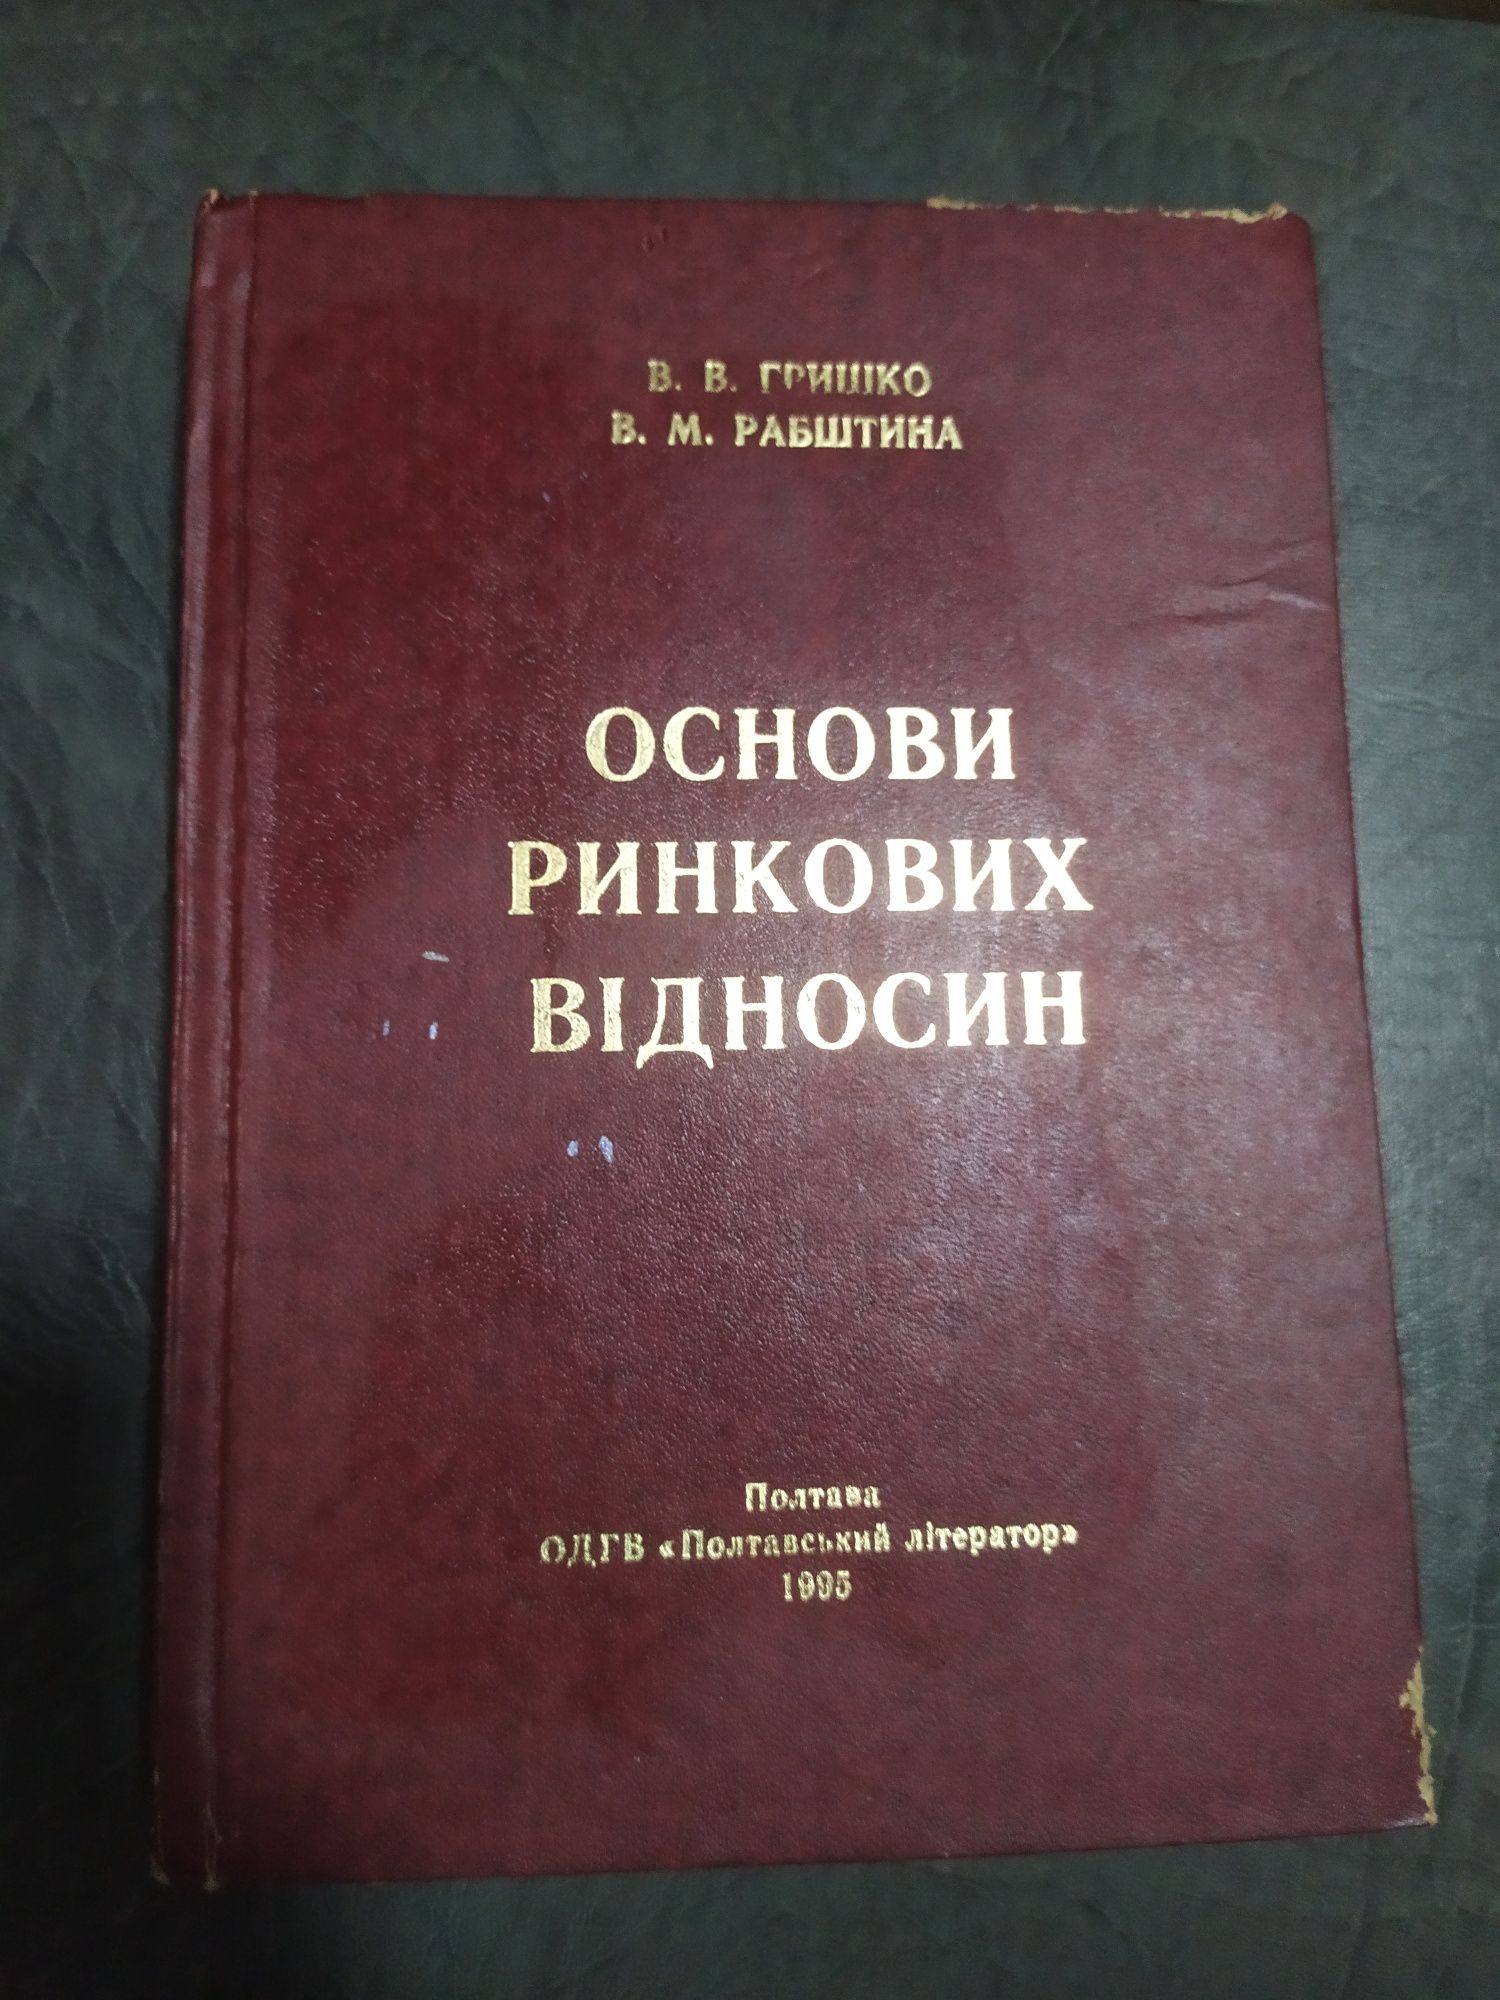 В. В. ГРИШКО
В. М. РАБШТИНА
ОСНОВИ
РИНКОВИХ
ВІДНОСИН
Полтава
ОДГВ «Полтавський літератор»
1995